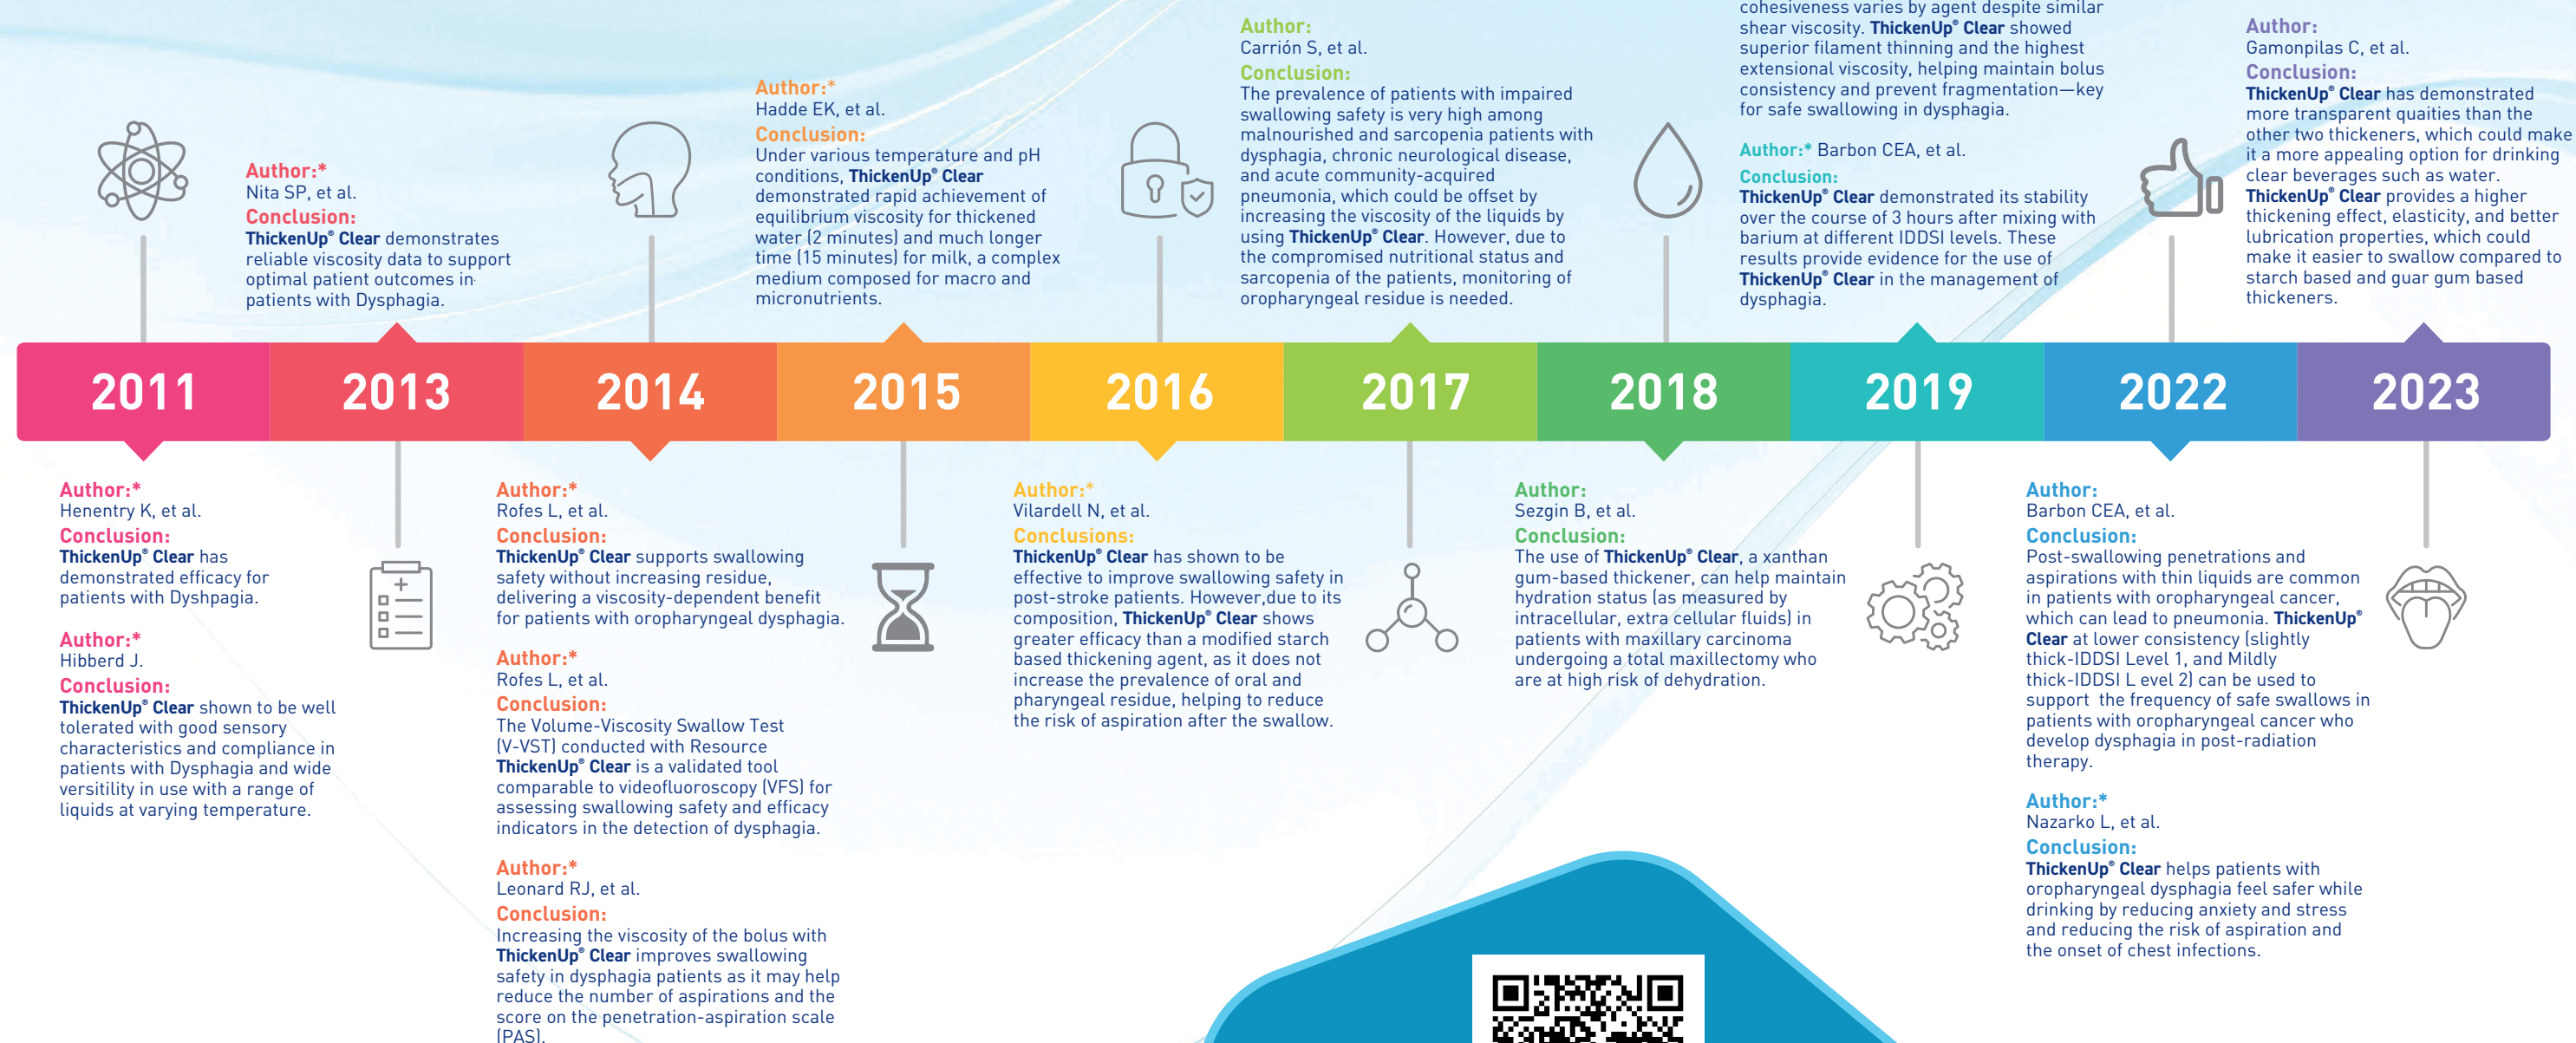 Author:*
Nita SP, et al.
Conclusion:
ThickenUp® Clear demonstrates
reliable viscosity data to support
optimal patient outcomes in
patients with Dysphagia.
Author:*
Hadde EK, et al.
Conclusion:
Under various temperature and pH
conditions, ThickenUp® Clear
demonstrated rapid achievement of
equilibrium viscosity for thickened
water (2 minutes) and much longer
time (15 minutes) for milk, a complex
medium composed for macro and
micronutrients.
Author:
Carrión S, et al.
Conclusion:
The prevalence of patients with impaired
swallowing safety is very high among
malnourished and sarcopenia patients with
dysphagia, chronic neurological disease,
and acute community-acquired
pneumonia, which could be offset by
increasing the viscosity of the liquids by
using ThickenUp® Clear. However, due to
the compromised nutritional status and
sarcopenia of the patients, monitoring of
oropharyngeal residue is needed.
cohesiveness varies by agent despite similar
shear viscosity. ThickenUp® Clear showed
superior filament thinning and the highest
extensional viscosity, helping maintain bolus
consistency and prevent fragmentation—key
for safe swallowing in dysphagia.
Author:* Barbon CEA, et al.
Conclusion:
ThickenUp® Clear demonstrated its stability
over the course of 3 hours after mixing with
barium at different IDDSI levels. These
results provide evidence for the use of
ThickenUp® Clear in the management of
dysphagia.
Author:
Gamonpilas C, et al.
Conclusion:
ThickenUp® Clear has demonstrated
more transparent quaities than the
other two thickeners, which could make
it a more appealing option for drinking
clear beverages such as water.
ThickenUp® Clear provides a higher
thickening effect, elasticity, and better
lubrication properties, which could
make it easier to swallow compared to
starch based and guar gum based
thickeners.
2011 2013 2014 2015 2016 2017 2018 2019 2022 2023
Author:*
Henentry K, et al.
Conclusion:
ThickenUp® Clear has
demonstrated efficacy for
patients with Dyshpagia.
Author:*
Hibberd J.
Conclusion:
ThickenUp® Clear shown to be well
tolerated with good sensory
characteristics and compliance in
patients with Dysphagia and wide
versitility in use with a range of
liquids at varying temperature.
Author:*
Rofes L, et al.
Conclusion:
ThickenUp® Clear supports swallowing
safety without increasing residue,
delivering a viscosity-dependent benefit
for patients with oropharyngeal dysphagia.
Author:*
Rofes L, et al.
Conclusion:
The Volume-Viscosity Swallow Test
(V-VST) conducted with Resource
ThickenUp® Clear is a validated tool
comparable to videofluoroscopy (VFS) for
assessing swallowing safety and efficacy
indicators in the detection of dysphagia.
Author:*
Leonard RJ, et al.
Conclusion:
Increasing the viscosity of the bolus with
ThickenUp® Clear improves swallowing
safety in dysphagia patients as it may help
reduce the number of aspirations and the
score on the penetration-aspiration scale
(PAS).
Author:*
Vilardell N, et al.
Conclusions:
ThickenUp® Clear has shown to be
effective to improve swallowing safety in
post-stroke patients. However,due to its
composition, ThickenUp® Clear shows
greater efficacy than a modified starch
based thickening agent, as it does not
increase the prevalence of oral and
pharyngeal residue, helping to reduce
the risk of aspiration after the swallow.
Author:
Sezgin B, et al.
Conclusion:
The use of ThickenUp® Clear, a xanthan
gum-based thickener, can help maintain
hydration status (as measured by
intracellular, extra cellular fluids) in
patients with maxillary carcinoma
undergoing a total maxillectomy who
are at high risk of dehydration.
Author:
Barbon CEA, et al.
Conclusion:
Post-swallowing penetrations and
aspirations with thin liquids are common
in patients with oropharyngeal cancer,
which can lead to pneumonia. ThickenUp®
Clear at lower consistency (slightly
thick-IDDSI Level 1, and Mildly
thick-IDDSI L evel 2) can be used to
support the frequency of safe swallows in
patients with oropharyngeal cancer who
develop dysphagia in post-radiation
therapy.
Author:*
Nazarko L, et al.
Conclusion:
ThickenUp® Clear helps patients with
oropharyngeal dysphagia feel safer while
drinking by reducing anxiety and stress
and reducing the risk of aspiration and
the onset of chest infections.